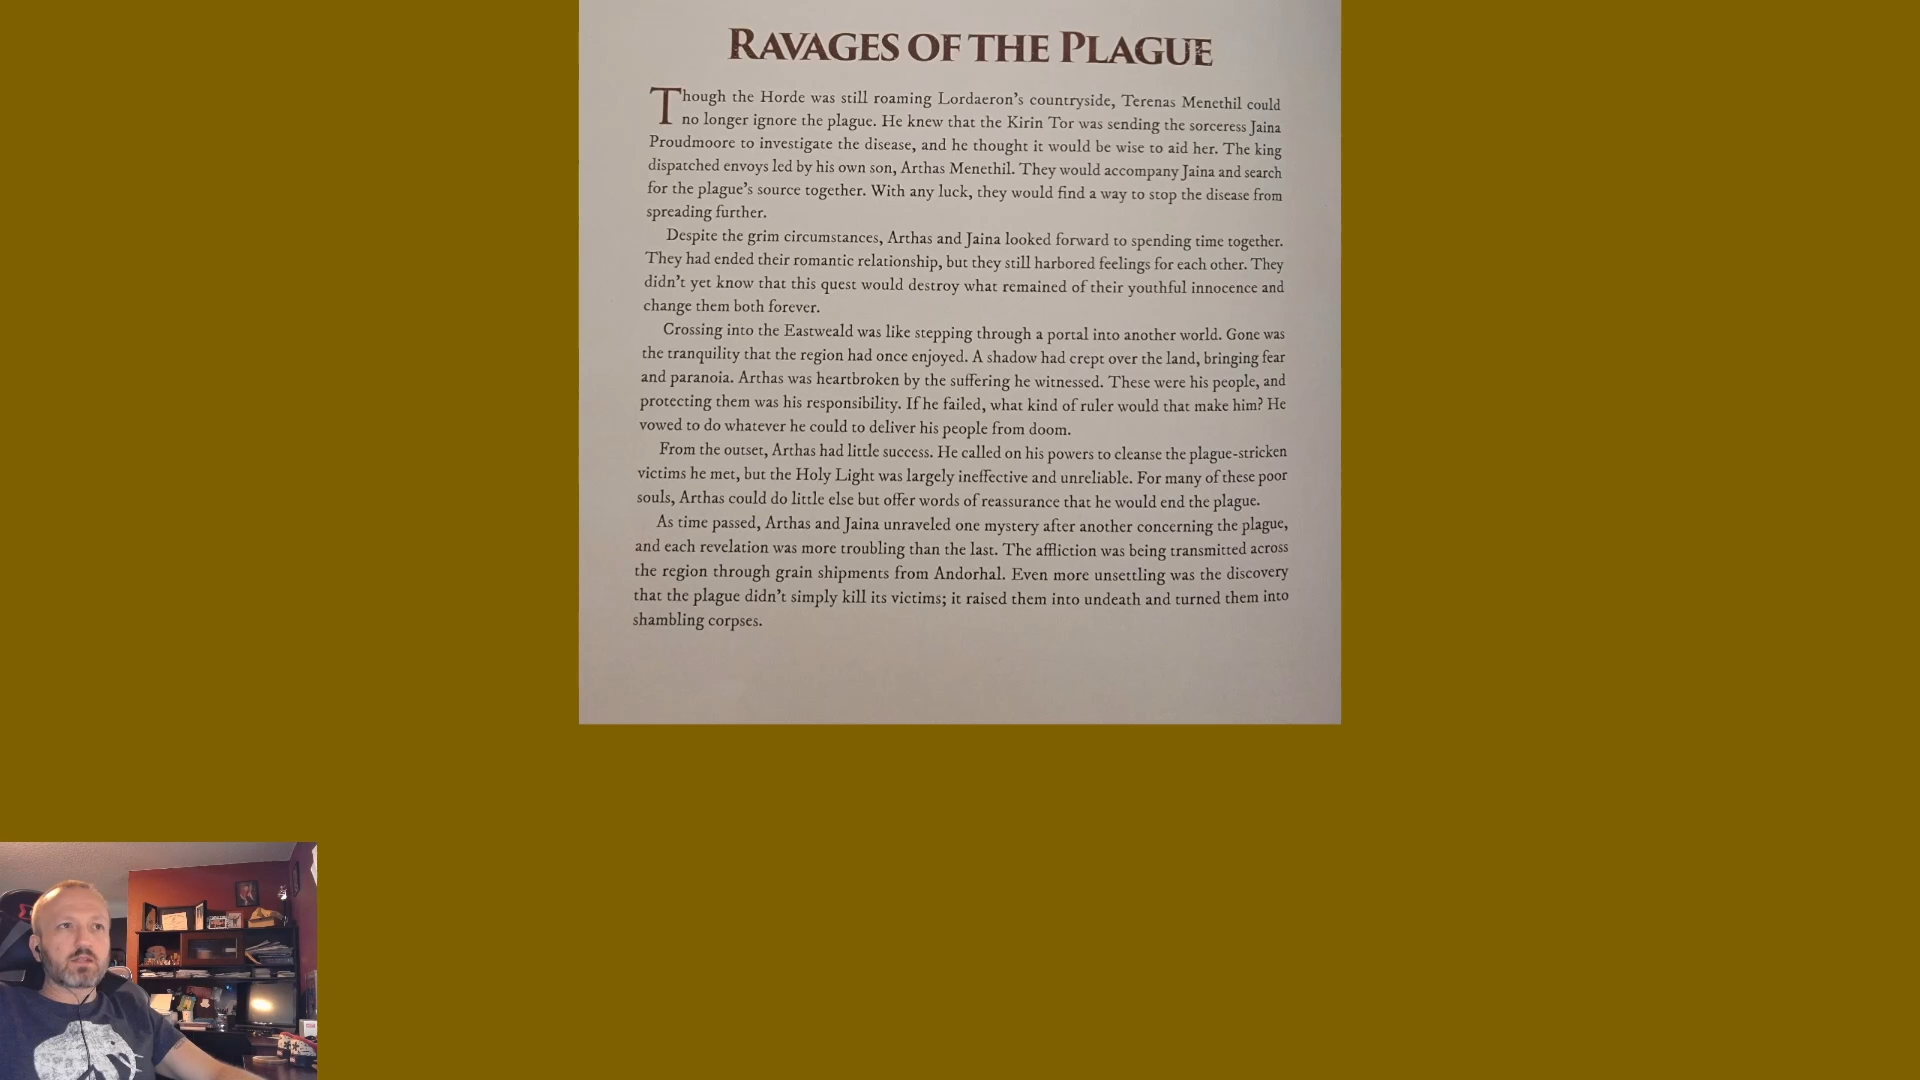 RAVAGES OF THE PLAGUE
Though the Horde was still roaming Lordaeron's countryside, Terenas Menethil could
no longer ignore the plague. He knew that the Kirin Tor was sending the sorceress Jaina
Proudmoore to investigate the disease, and he thought it would be wise to aid her. The king
dispatched envoys led by his own son, Arthas Menethil. They would accompany Jaina and search
for the plague's source together. With any luck, they would find a way to stop the disease from
spreading further.
Despite the grim circumstances, Arthas and Jaina looked forward to spending time together.
They had ended their romantic relationship, but they still harbored feelings for each other. They
didn't yet know that this quest would destroy what remained of their youthful innocence and
change them both forever.
Crossing into the Eastweald was like stepping through a portal into another world. Gone was
the tranquility that the region had once enjoyed. A shadow had crept over the land, bringing fear
and paranoia. Arthas was heartbroken by the suffering he witnessed. These were his people, and
protecting them was his responsibility. If he failed, what kind of ruler would that make him? He
vowed to do whatever he could to deliver his people from doom.
From the outset, Arthas had little success. He called on his powers to cleanse the plague-stricken
victims he met, but the Holy Light was largely ineffective and unreliable. For many of these poor
souls, Arthas could do little else but offer words of reassurance that he would end the plague.
As time passed, Arthas and Jaina unraveled one mystery after another concerning the plague,
and each revelation was more troubling than the last. The affliction was being transmitted across
the region through grain shipments from Andorhal. Even more unsettling was the discovery
that the plague didn't simply kill its victims; it raised them into undeath and turned them into
shambling corpses.